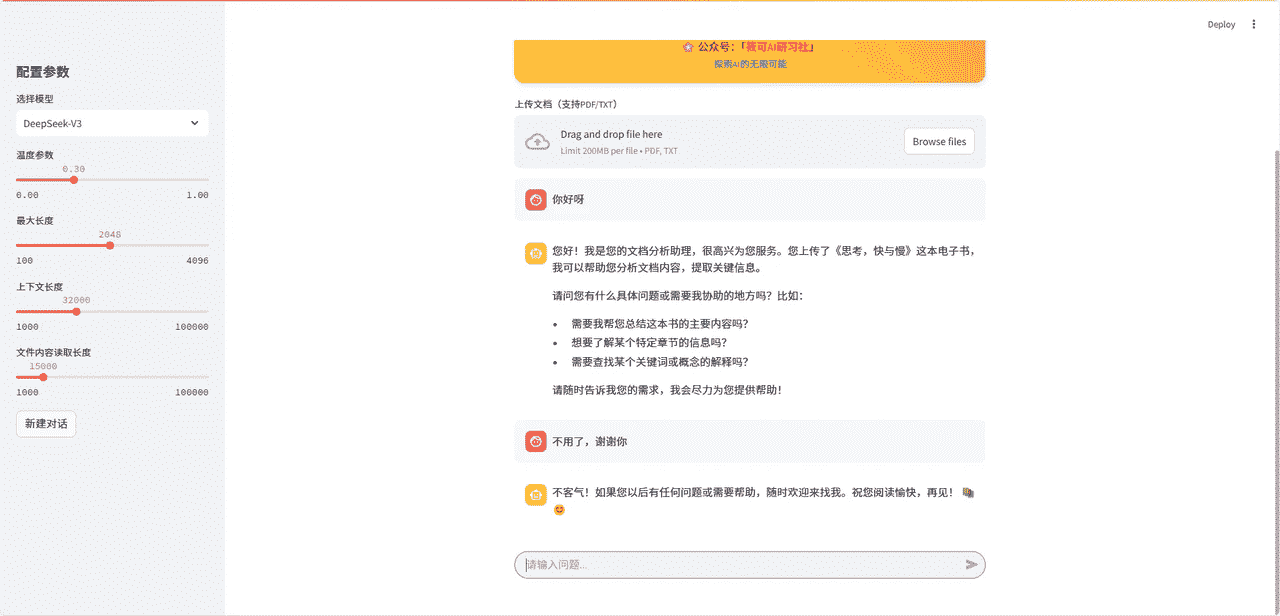 Deploy
配置参数
选择模型
DeepSeek-V3
温度参数
0.30
0.00
1.00
最大长度
2048
100
4096
上下文长度
32000
1000
100000
文件内容读取长度
15000
1000
100000
新建对话
公众号：「筱可AI研习社」
探索AI的无限可能
上传文档（支持PDF/TXT）
Drag and drop file here
Limit 200MB per file • PDF, TXT
Browse files
你好呀
您好！我是您的文档分析助理，很高兴为您服务。您上传了《思考，快与慢》这本电子书，
我可以帮助您分析文档内容，提取关键信息。
请问您有什么具体问题或需要我协助的地方吗？比如：
• 需要我帮您总结这本书的主要内容吗？
• 想要了解某个特定章节的信息吗？
• 需要查找某个关键词或概念的解释吗？
请随时告诉我您的需求，我会尽力为您提供帮助！
不用了，谢谢你
不客气！如果您以后有任何问题或需要帮助，随时欢迎来找我。祝您阅读愉快，再见！ 📚
😊
请输入问题...